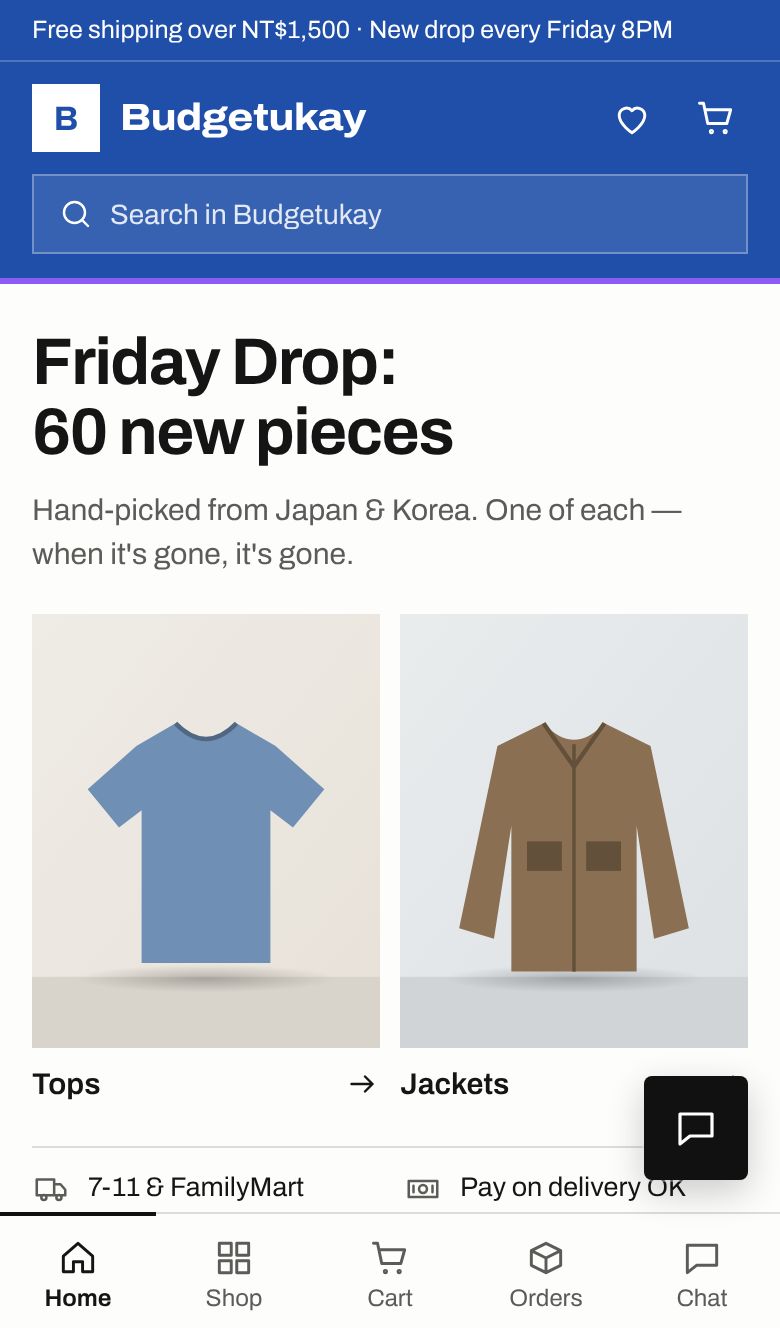 Free shipping over NT$1,500 · New drop every Friday 8PM
B Budgetukay
Search in Budgetukay
Friday Drop:
60 new pieces
Hand-picked from Japan & Korea. One of each —
when it's gone, it's gone.
Tops
Jackets
7-11 & FamilyMart
Pay on delivery OK
Home
Shop
Cart
Orders
Chat